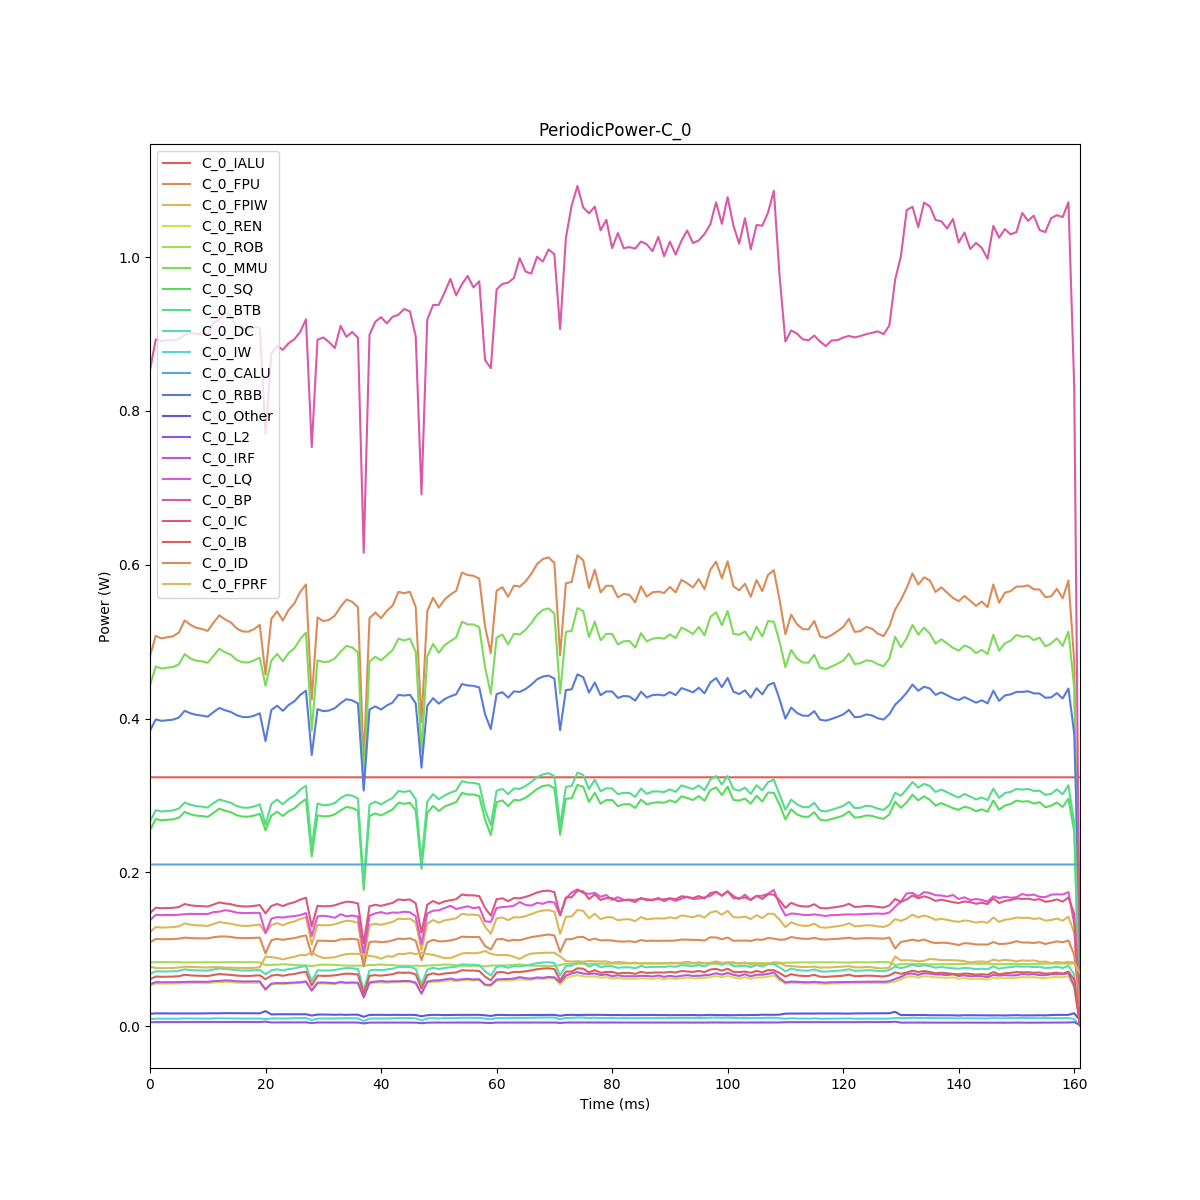 PeriodicPower-C_0
C_0_IALU
C_0_FPU
C_0_FPIW
C_0_REN
C_0_ROB
C_0_MMU
C_0_SQ
C_0_BTB
C_0_DC
C_0_IW
C_0_CALU
C_0_RBB
C_0_Other
C_0_L2
C_0_IRF
C_0_LQ
C_0_BP
C_0_IC
C_0_IB
C_0_ID
C_0_FPRF
1.0
0.8
0.6
0.4
0.2
0.0
Power (W)
0 20 40 60 80 100 120 140 160
Time (ms)